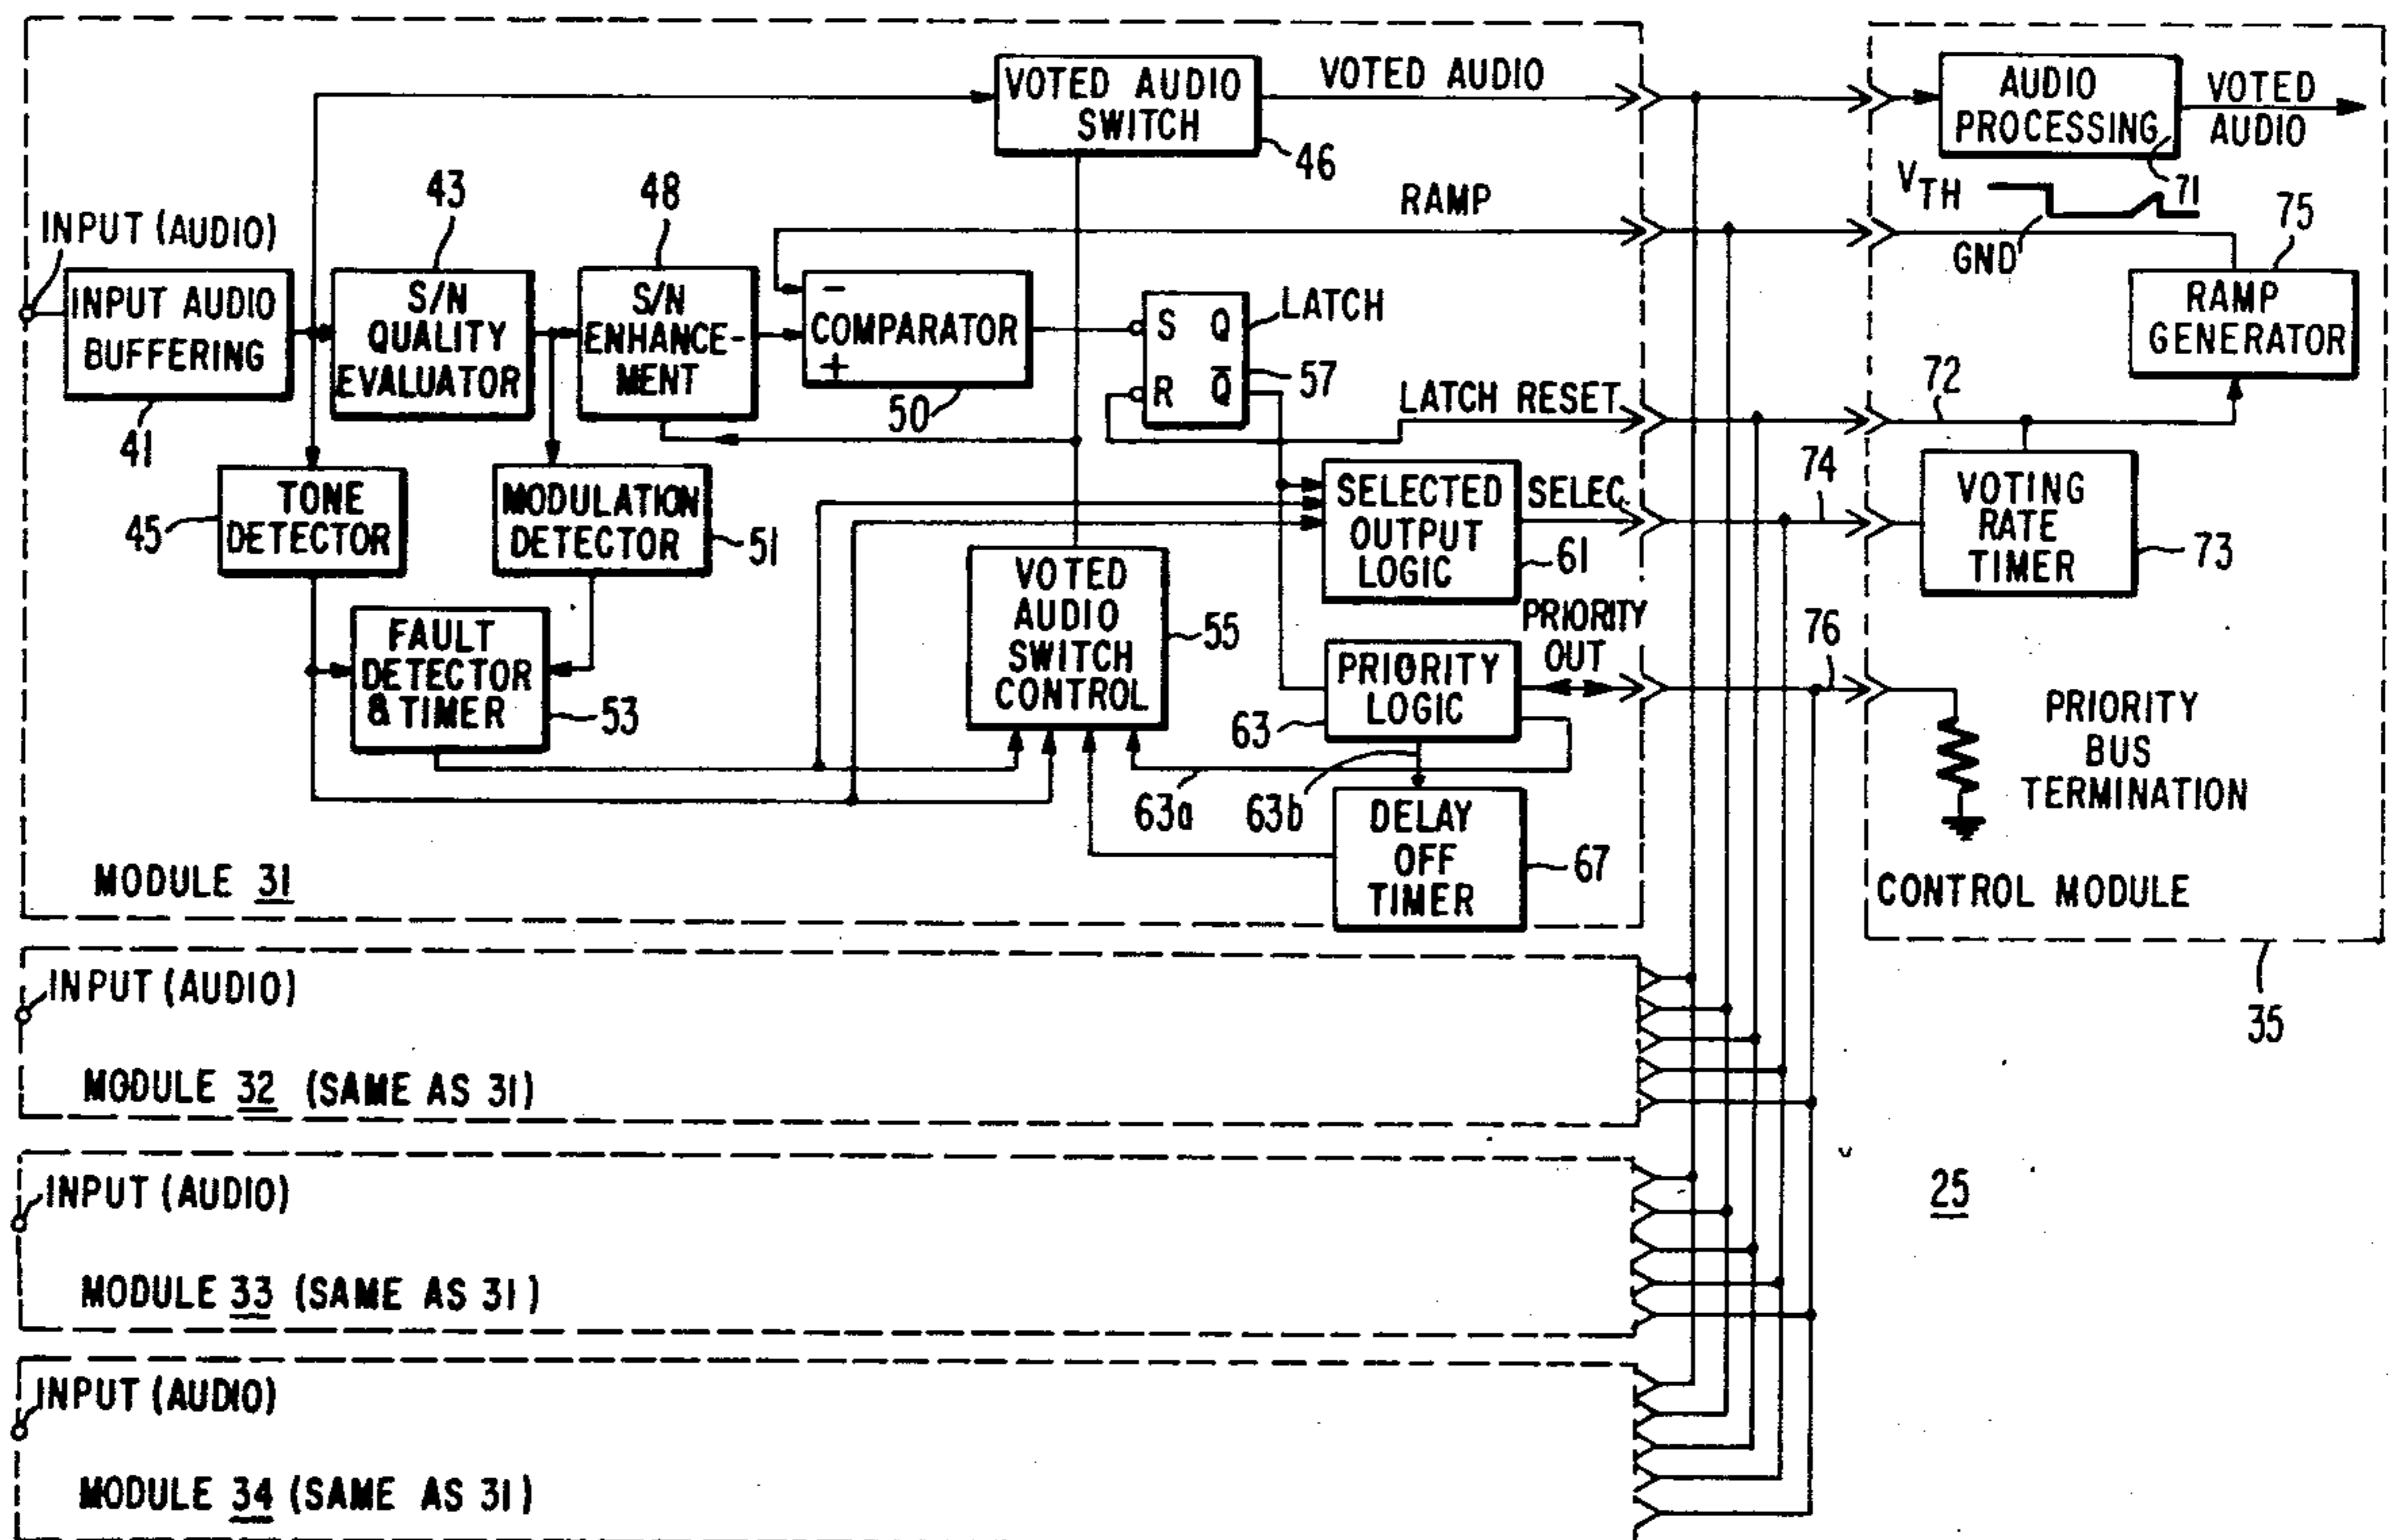 VOTED AUDIO
SWITCH
46
VOTED AUDIO
AUDIO
PROCESSING
71
VOTED
AUDIO
43
48
RAMP
V TH
GND
75
INPUT (AUDIO)
INPUT AUDIO
BUFFERING
41
S/N
QUALITY
EVALUATOR
S/N
ENHANCE-
MENT
−
COMPARATOR
+
50
S Q
R Q̅
LATCH
57
LATCH RESET
72
RAMP
GENERATOR
TONE
DETECTOR
45
MODULATION
DETECTOR
51
SELECTED
OUTPUT
LOGIC
61
SELEC.
74
VOTING
RATE
TIMER
73
FAULT
DETECTOR
& TIMER
53
VOTED
AUDIO
SWITCH
CONTROL
55
PRIORITY
LOGIC
63
PRIORITY
OUT
76
PRIORITY
BUS
TERMINATION
63a
63b
DELAY
OFF
TIMER
67
MODULE 31
CONTROL MODULE
35
INPUT (AUDIO)
MODULE 32 (SAME AS 31)
INPUT (AUDIO)
MODULE 33 (SAME AS 31)
25
INPUT (AUDIO)
MODULE 34 (SAME AS 31)